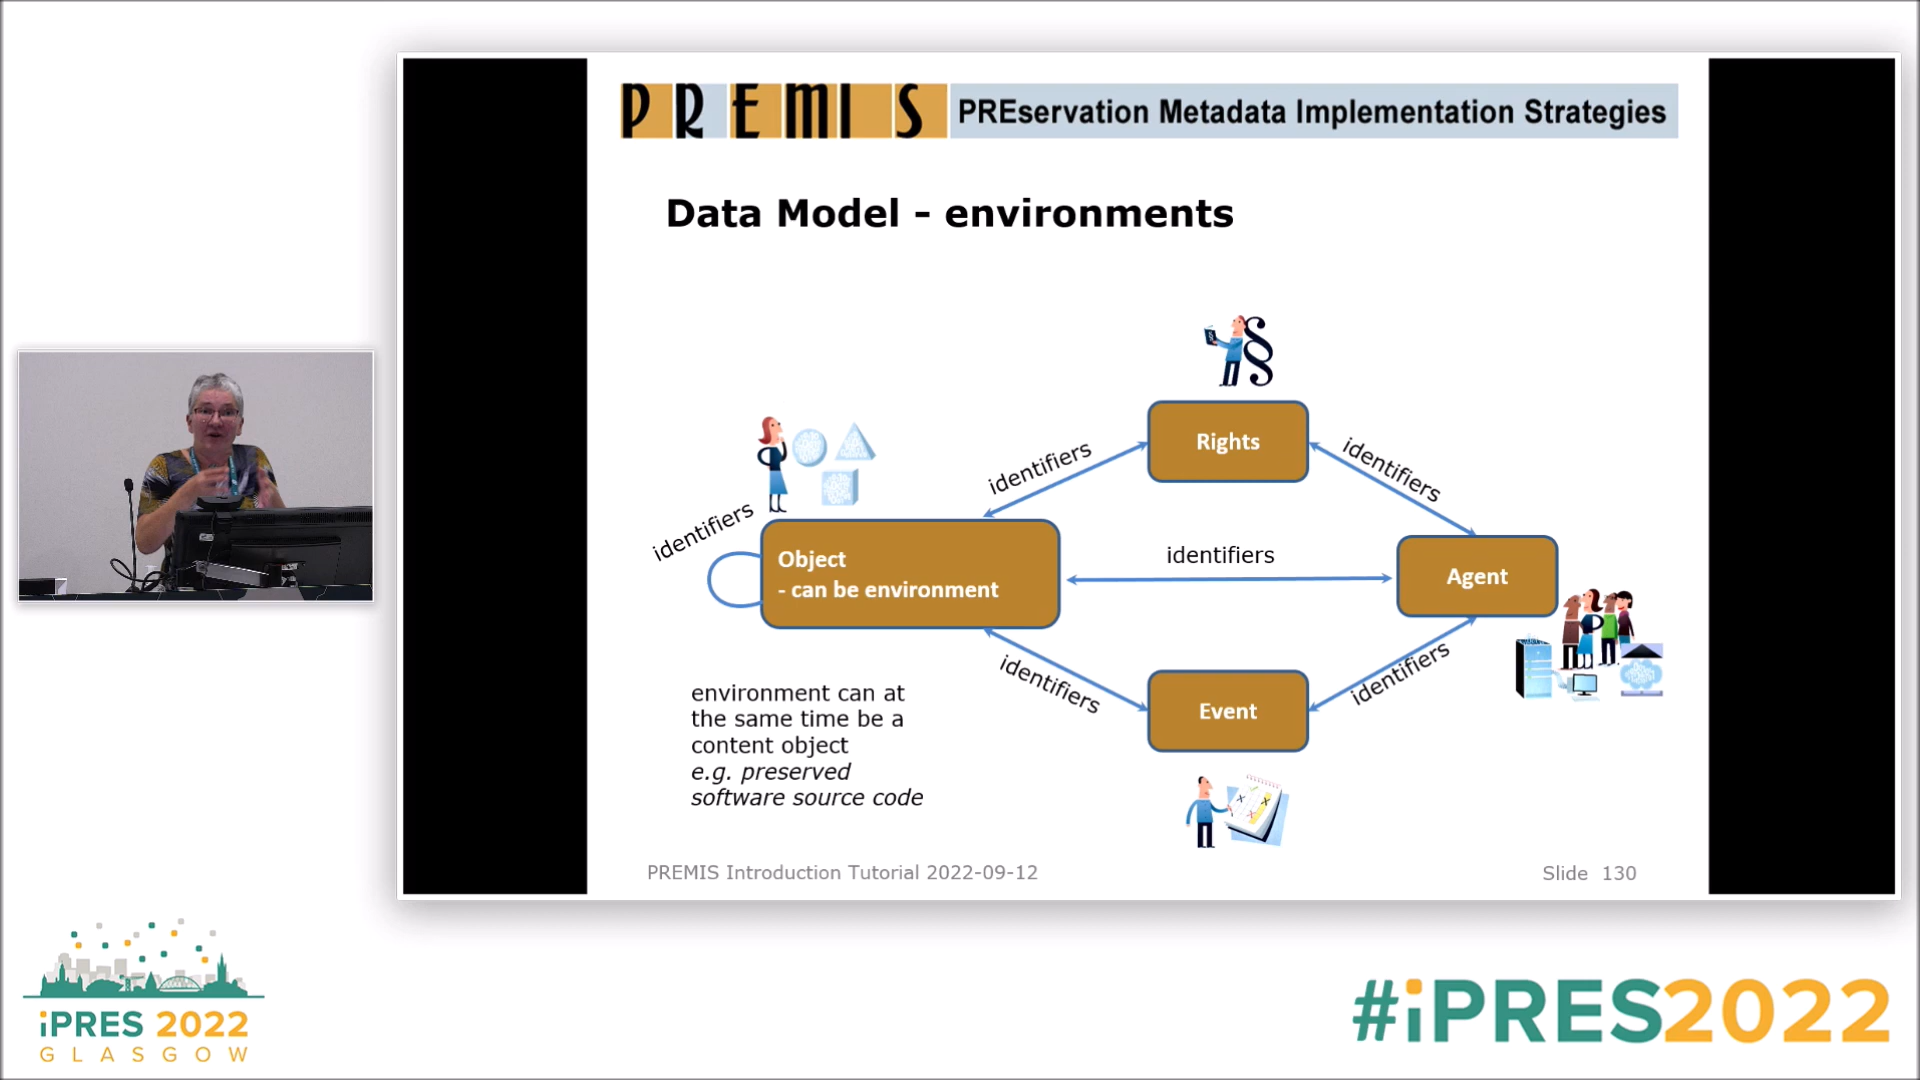 PREMIS
PREservation Metadata Implementation Strategies
Data Model - environments
§
Rights
identifiers
identifiers
identifiers
Object
- can be environment
identifiers
Agent
identifiers
identifiers
Event
environment can at
the same time be a
content object
e.g. preserved
software source code
PREMIS Introduction Tutorial 2022-09-12
Slide 130
iPRES 2022
GLASGOW
#iPRES2022